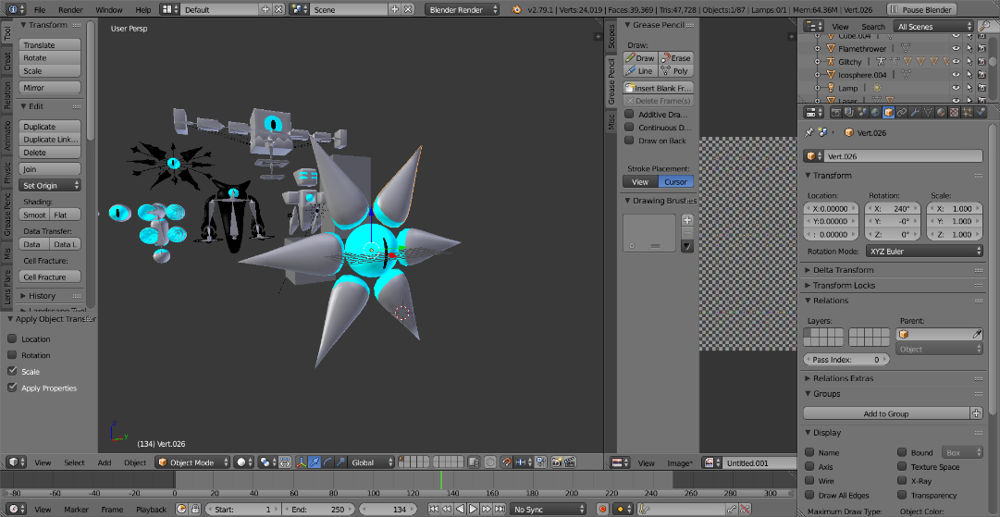 File Render Window Help Default Scene Blender Render v2.79.1 | Verts:24,019 | Faces:39,369 | Tris:47,728 | Objects:1/87 | Lamps:0/1 | Mem:64.36M | Vert.026 Pause Blender
Tool
Creat
Relation
Animatio
Physic
Grease Penc
Mis
Lens Flare
Transform
Translate
Rotate
Scale
Mirror
Edit
Duplicate
Duplicate Link...
Delete
Join
Set Origin
Shading:
Smoot Flat
Data Transfer:
Data Data L
Cell Fracture:
Cell Fracture
History
Apply Object Transf
Location
Rotation
Scale
Apply Properties
User Persp
(134) Vert.026
z
y
View Select Add Object Object Mode Global
Scopes
Grease Pencil
Misc
Grease Pencil
Draw:
Draw Erase
Line Poly
Insert Blank Fr...
Delete Frame(s)
Additive Dra...
Continuous D...
Draw on Back
Stroke Placement:
View Cursor
Drawing Brushes
View Image* Untitled.001
View Search All Scenes
Cube.004
Flamethrower
Glitchy
Icosphere.004
Lamp
Laser
Vert.026
Vert.026
Transform
Location: Rotation: Scale:
X:0.00000 X: 240° X: 1.000
Y:0.00000 Y: -0° Y: 1.000
: 0.00000 Z: 0° Z: 1.000
Rotation Mode: XYZ Euler
Delta Transform
Transform Locks
Relations
Layers: Parent:
Object
Pass Index: 0
Relations Extras
Groups
Add to Group
Display
Name Bound Box
Axis Texture Space
Wire X-Ray
Draw All Edges Transparency
Maximum Draw Type: Object Color:
-80 -60 -40 -20 0 20 40 60 80 100 120 140 160 180 200 220 240 260 280 300
View Marker Frame Playback Start: 1 End: 250 134 No Sync